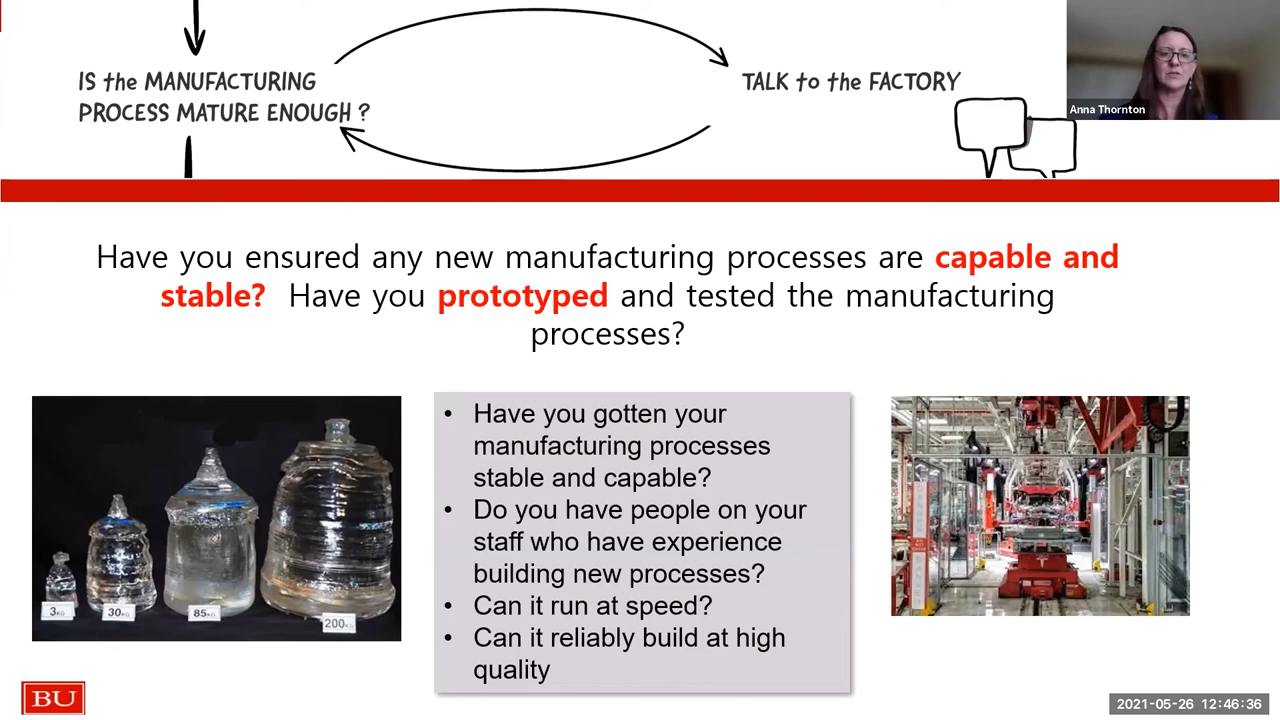 IS the MANUFACTURING
PROCESS MATURE ENOUGH ?
TALK to the FACTORY
Anna Thornton
Have you ensured any new manufacturing processes are capable and
stable? Have you prototyped and tested the manufacturing
processes?
3KG
30KG
85KG
200KG
• Have you gotten your
manufacturing processes
stable and capable?
• Do you have people on your
staff who have experience
building new processes?
• Can it run at speed?
• Can it reliably build at high
quality
BU
2021-05-26 12:46:36